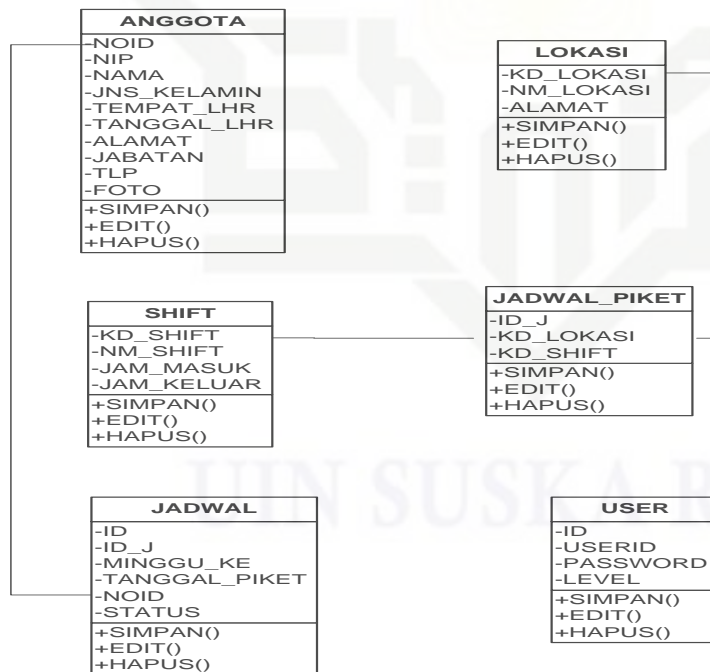 ANGGOTA
-NOID
-NIP
-NAMA
-JNS_KELAMIN
-TEMPAT_LHR
-TANGGAL_LHR
-ALAMAT
-JABATAN
-TLP
-FOTO
+SIMPAN()
+EDIT()
+HAPUS()
LOKASI
-KD_LOKASI
-NM_LOKASI
-ALAMAT
+SIMPAN()
+EDIT()
+HAPUS()
SHIFT
-KD_SHIFT
-NM_SHIFT
-JAM_MASUK
-JAM_KELUAR
+SIMPAN()
+EDIT()
+HAPUS()
JADWAL_PIKET
-ID_J
-KD_LOKASI
-KD_SHIFT
+SIMPAN()
+EDIT()
+HAPUS()
UIN SUSKA R
JADWAL
-ID
-ID_J
-MINGGU_KE
-TANGGAL_PIKET
-NOID
-STATUS
+SIMPAN()
+EDIT()
+HAPUS()
USER
-ID
-USERID
-PASSWORD
-LEVEL
+SIMPAN()
+EDIT()
+HAPUS()